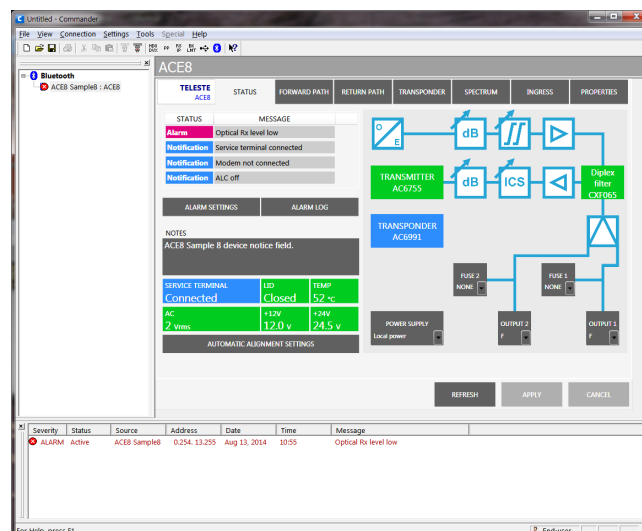 Untitled - Commander
File View Connection Settings Tools Special Help
Bluetooth
ACE8 Sample8 : ACE8
ACE8
TELESTE
ACE8
STATUS
FORWARD PATH
RETURN PATH
TRANSPONDER
SPECTRUM
INGRESS
PROPERTIES
STATUS MESSAGE
Alarm Optical Rx level low
Notification Service terminal connected
Notification Modem not connected
Notification ALC off
ALARM SETTINGS ALARM LOG
NOTES
ACE8 Sample 8 device notice field.
SERVICE TERMINAL LID TEMP
Connected Closed 52 °C
AC +12V +24V
2 Vrms 12.0 V 24.5 V
AUTOMATIC ALIGNMENT SETTINGS
O
E
dB
TRANSMITTER
AC6755
dB
ICS
Diplex
filter
CXF065
TRANSPONDER
AC6991
FUSE 2
NONE
FUSE 1
NONE
POWER SUPPLY
Local power
OUTPUT 2
F
OUTPUT 1
F
REFRESH APPLY CANCEL
Severity Status Source Address Date Time Message
ALARM Active ACE8 Sample8 0.254. 13.255 Aug 13, 2014 10:55 Optical Rx level low
For Help, press F1
End-user